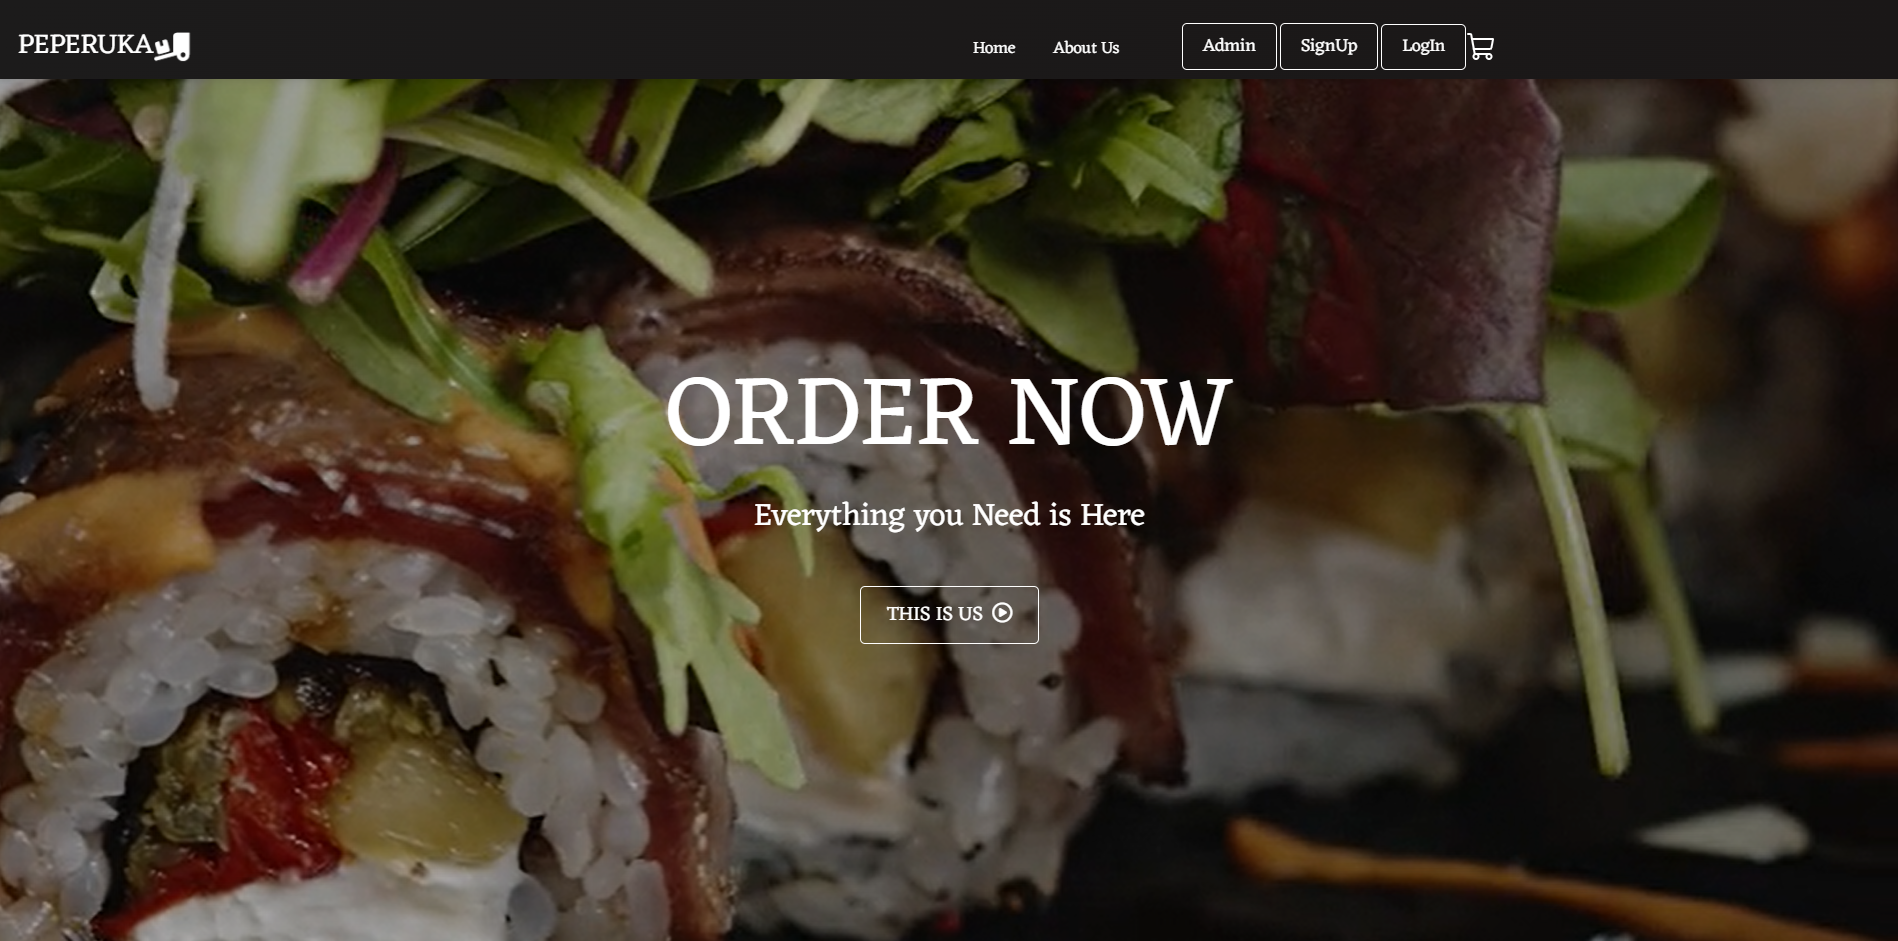 PEPERUKA
Home
About Us
Admin
SignUp
LogIn
ORDER NOW
Everything you Need is Here
THIS IS US